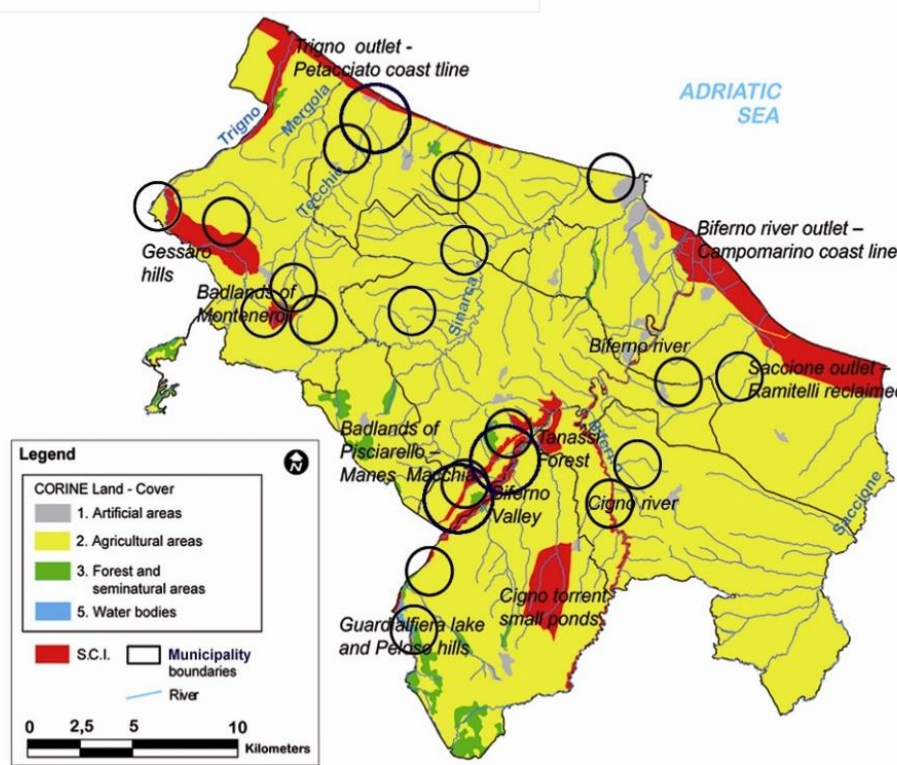 Trigno outlet -
Petacciato coast tline
ADRIATIC
SEA
Trigno
Mergola
Tecchio
Gessaro
hills
Biferno river outlet –
Campomarino coast line
Badlands of
Montenero
Sinarca
Biferno river
Saccione outlet –
Ramitelli reclaimed
Badlands of
Pisciarello –
Manes Macchia
Tanassi
Forest
Biferno
Biferno
Valley
Cigno river
Saccione
Cigno torrent
small ponds
Guardialfiera lake
and Peloso hills
Legend
N
CORINE Land - Cover
1. Artificial areas
2. Agricultural areas
3. Forest and
seminatural areas
5. Water bodies
S.C.I.
Municipality
boundaries
River
0 2,5 5 10
Kilometers